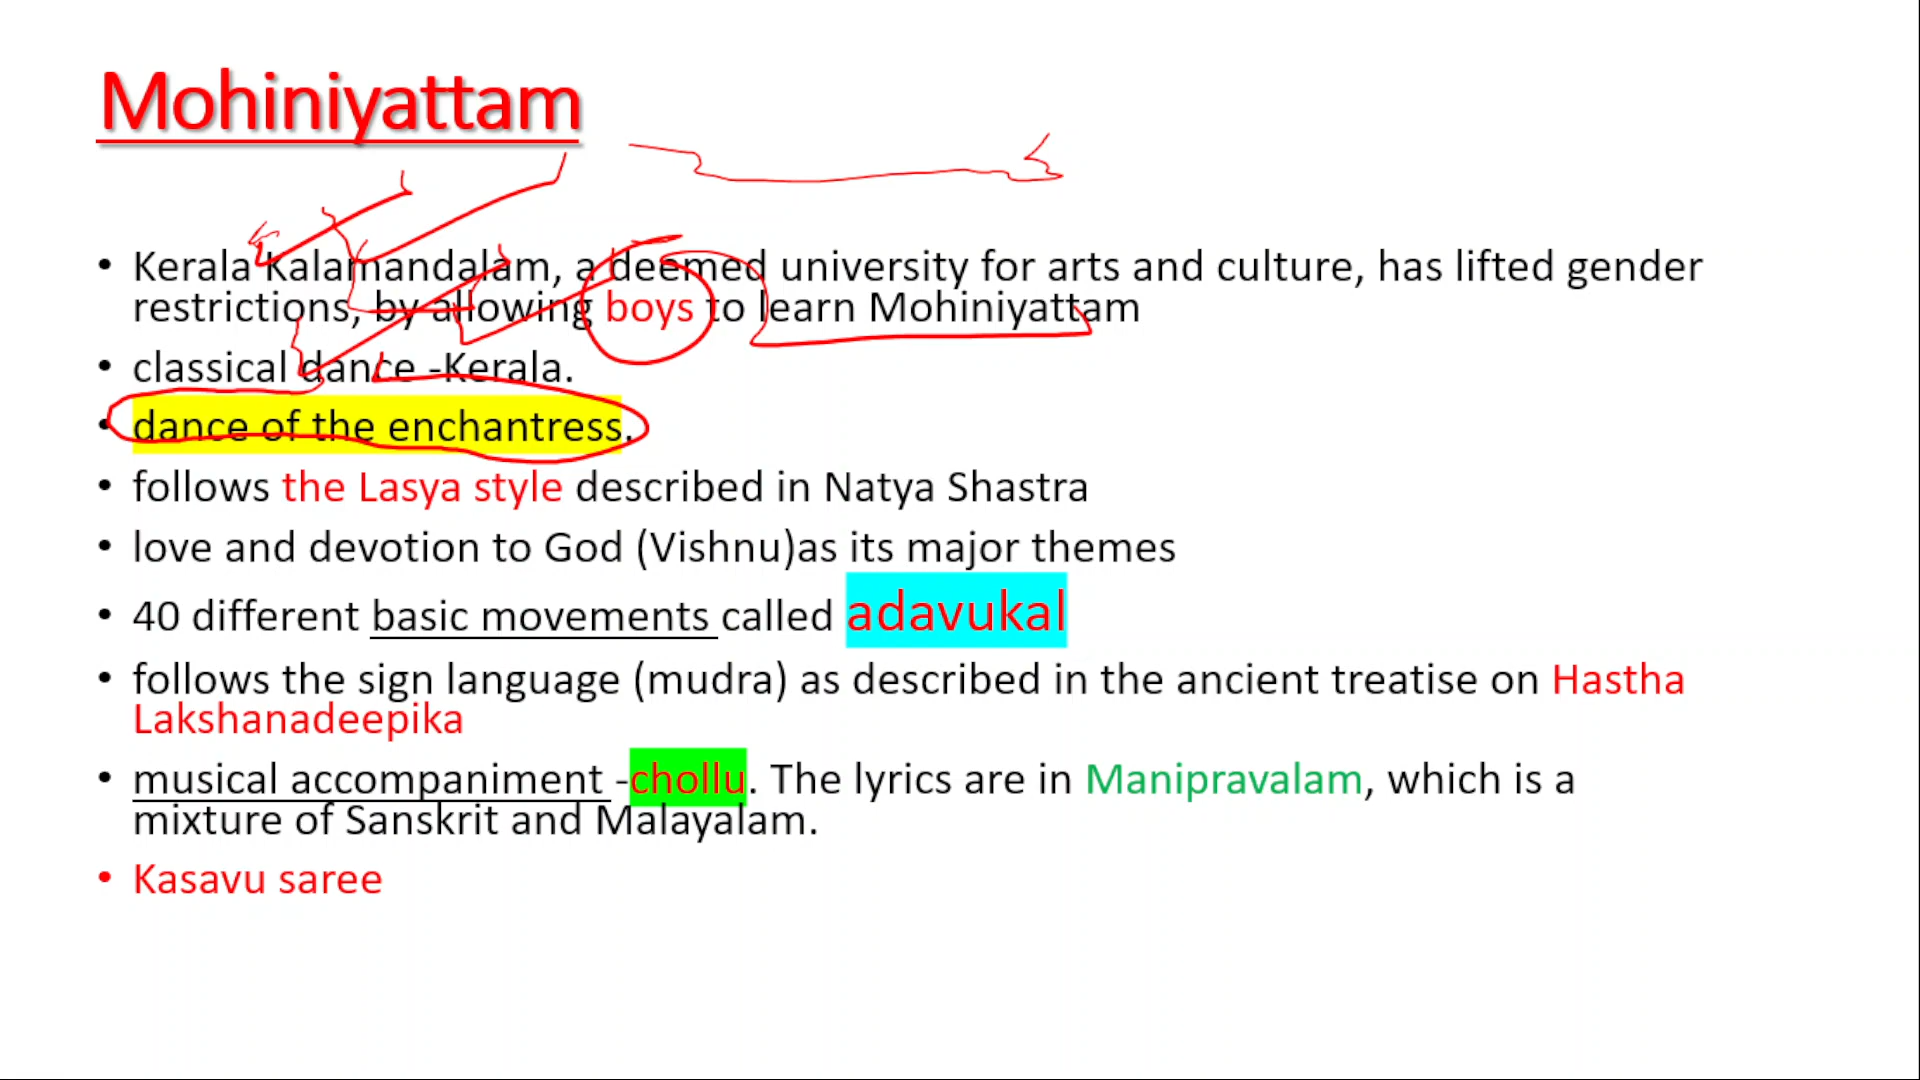 Mohiniyattam
• Kerala Kalamandalam, a deemed university for arts and culture, has lifted gender
restrictions, by allowing boys to learn Mohiniyattam
• classical dance -Kerala.
• dance of the enchantress.
• follows the Lasya style described in Natya Shastra
• love and devotion to God (Vishnu)as its major themes
• 40 different basic movements called adavukal
• follows the sign language (mudra) as described in the ancient treatise on Hastha
Lakshanadeepika
• musical accompaniment -chollu. The lyrics are in Manipravalam, which is a
mixture of Sanskrit and Malayalam.
• Kasavu saree